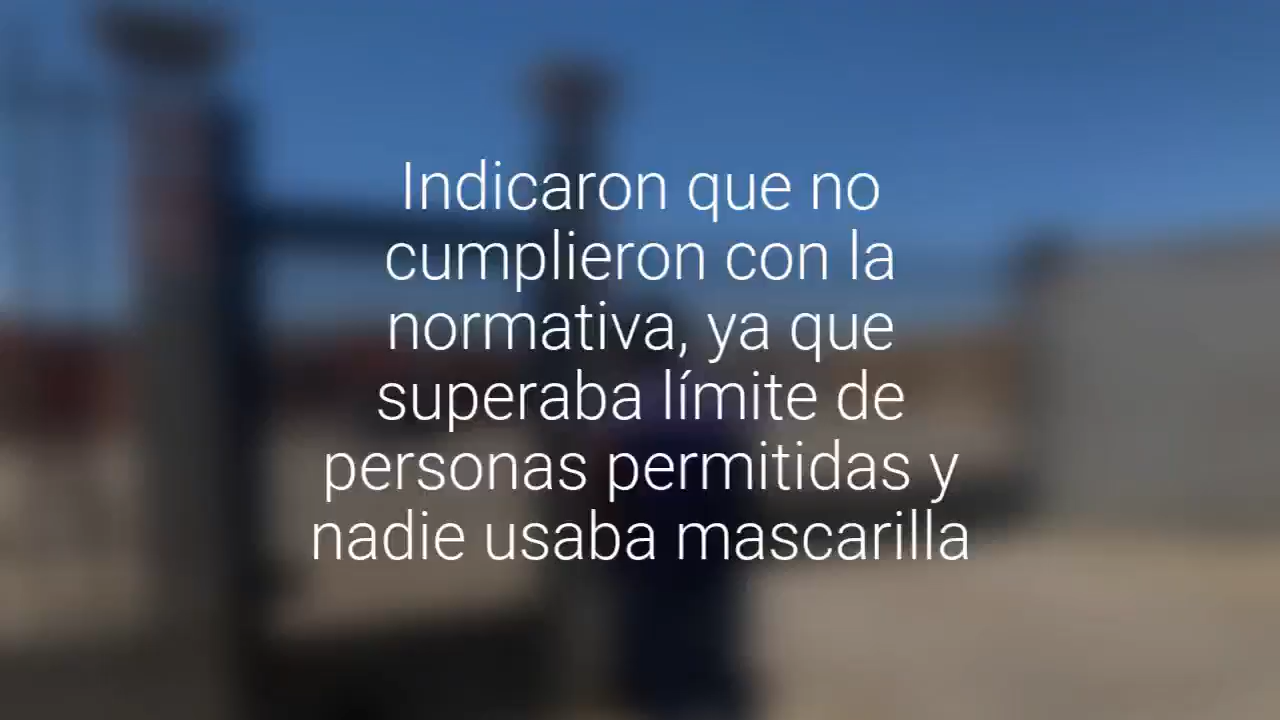 Indicaron que no
cumplieron con la
normativa, ya que
superaba límite de
personas permitidas y
nadie usaba mascarilla